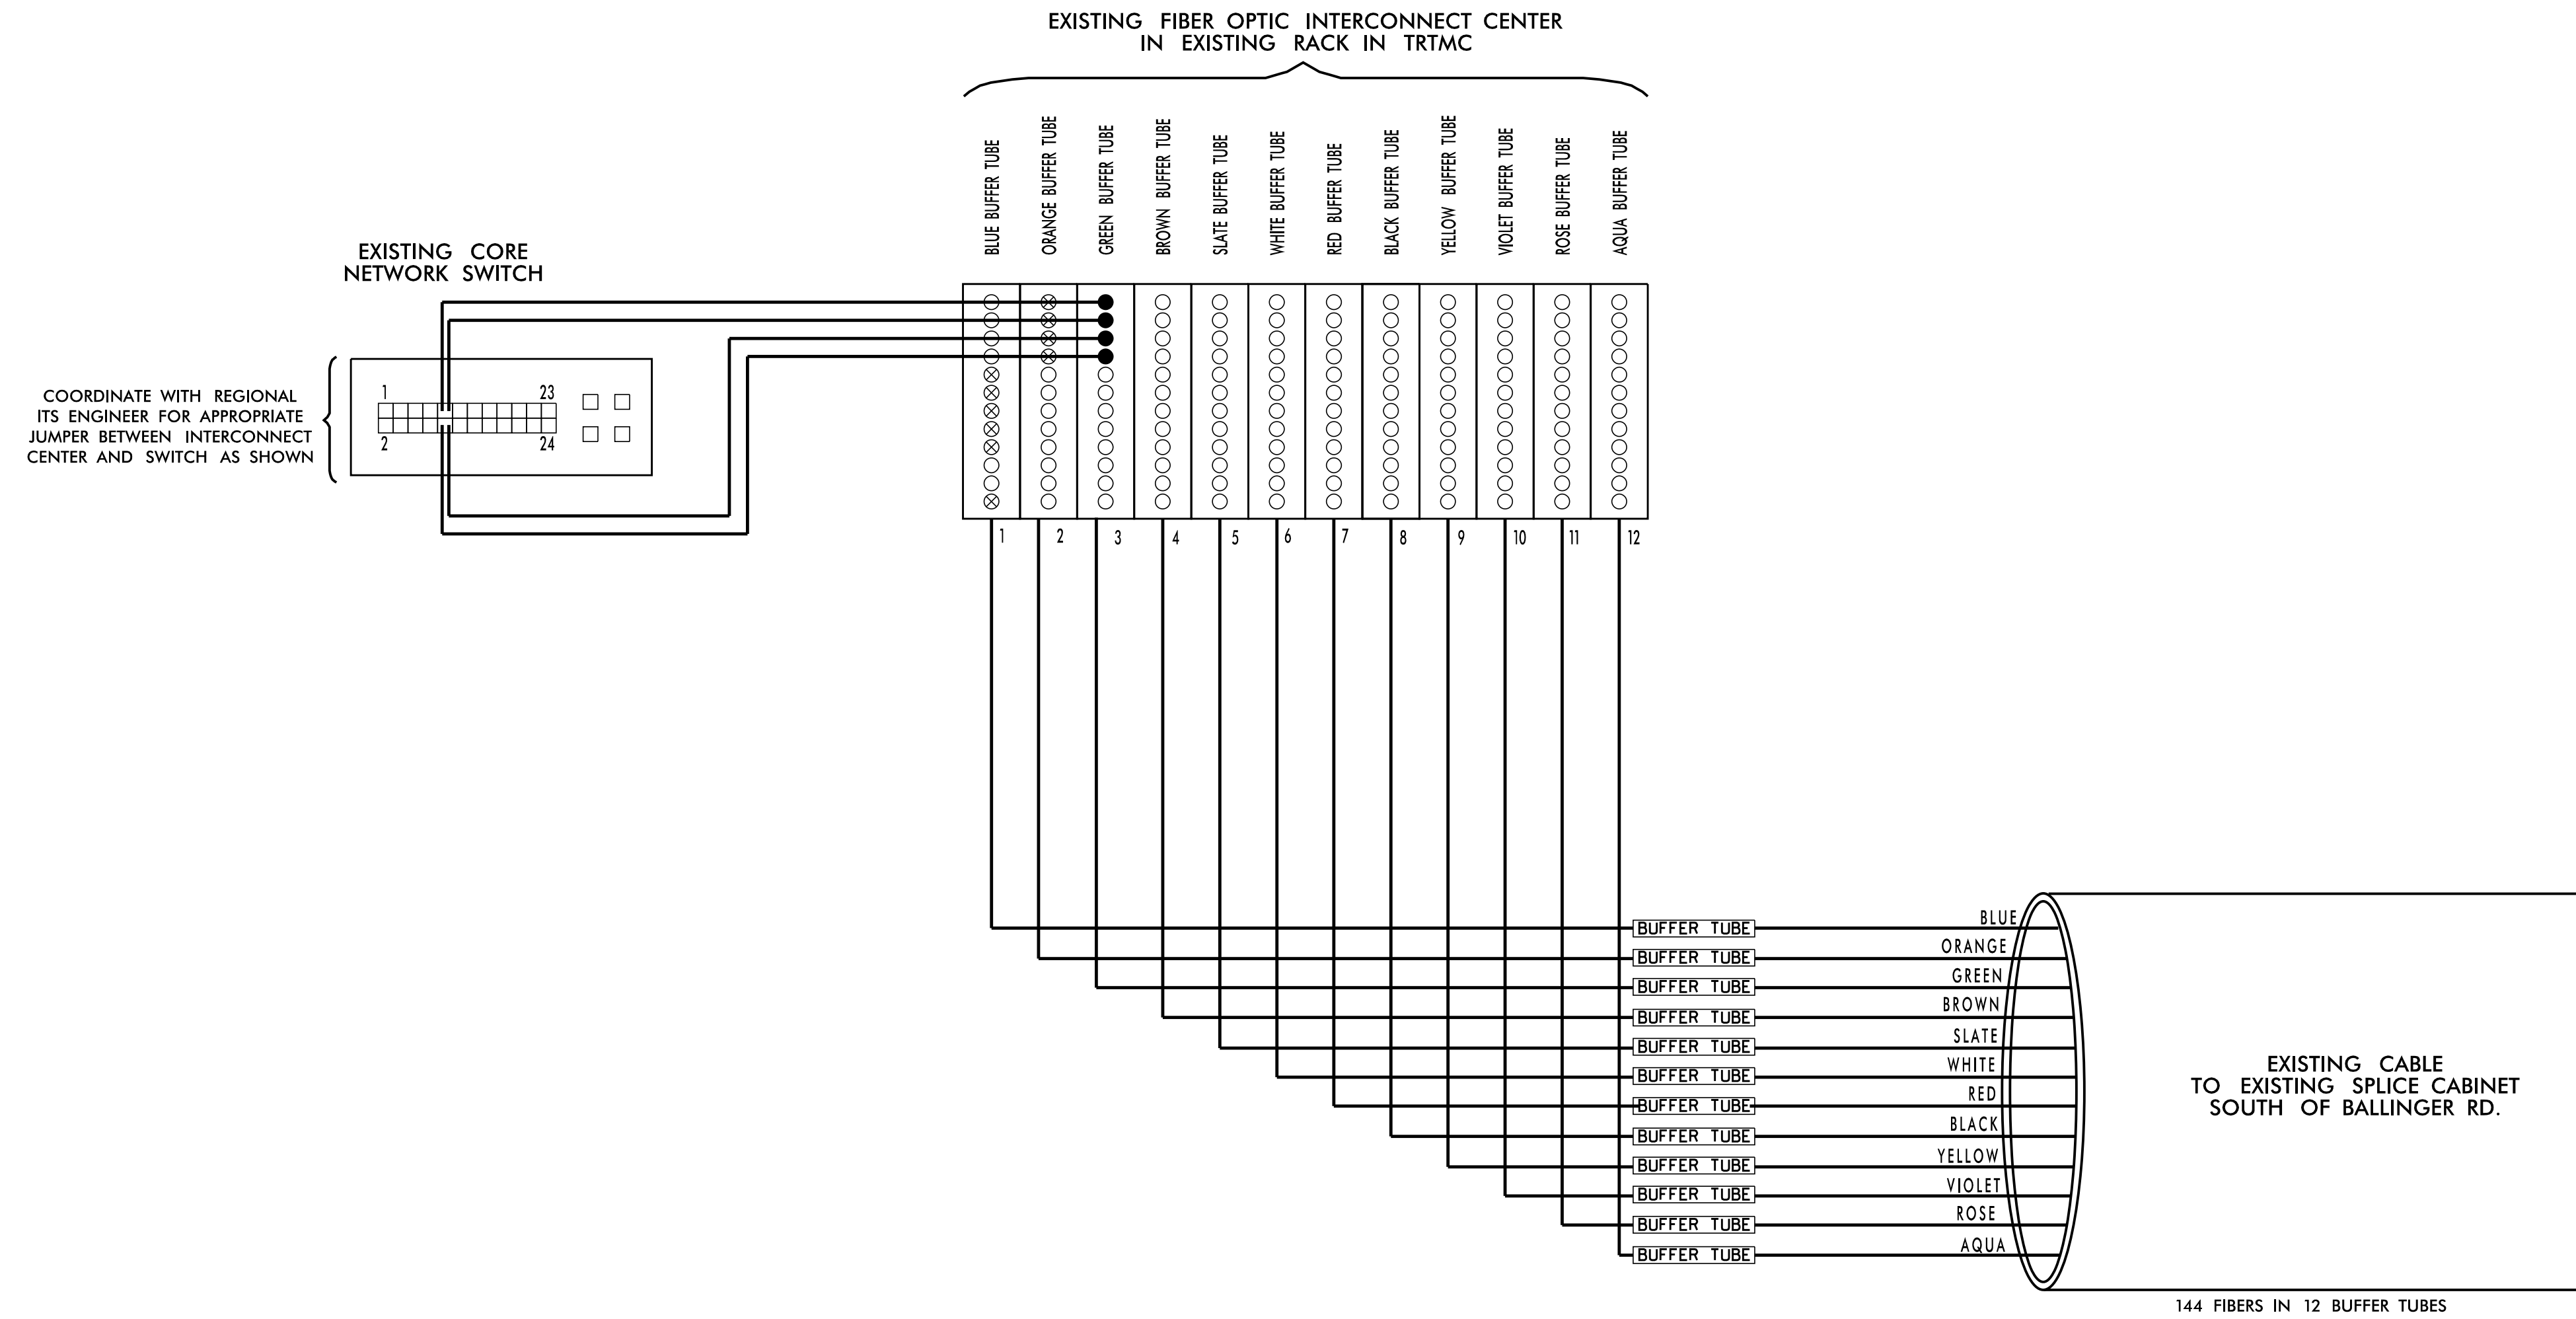 EXISTING FIBER OPTIC INTERCONNECT CENTER
IN EXISTING RACK IN TRTMC
BLUE BUFFER TUBE
ORANGE BUFFER TUBE
GREEN BUFFER TUBE
BROWN BUFFER TUBE
SLATE BUFFER TUBE
WHITE BUFFER TUBE
RED BUFFER TUBE
BLACK BUFFER TUBE
YELLOW BUFFER TUBE
VIOLET BUFFER TUBE
ROSE BUFFER TUBE
AQUA BUFFER TUBE
EXISTING CORE
NETWORK SWITCH
COORDINATE WITH REGIONAL
ITS ENGINEER FOR APPROPRIATE
JUMPER BETWEEN INTERCONNECT
CENTER AND SWITCH AS SHOWN
1 23
2 24
1 2 3 4 5 6 7 8 9 10 11 12
BUFFER TUBE BLUE
BUFFER TUBE ORANGE
BUFFER TUBE GREEN
BUFFER TUBE BROWN
BUFFER TUBE SLATE
BUFFER TUBE WHITE
BUFFER TUBE RED
BUFFER TUBE BLACK
BUFFER TUBE YELLOW
BUFFER TUBE VIOLET
BUFFER TUBE ROSE
BUFFER TUBE AQUA
EXISTING CABLE
TO EXISTING SPLICE CABINET
SOUTH OF BALLINGER RD.
144 FIBERS IN 12 BUFFER TUBES